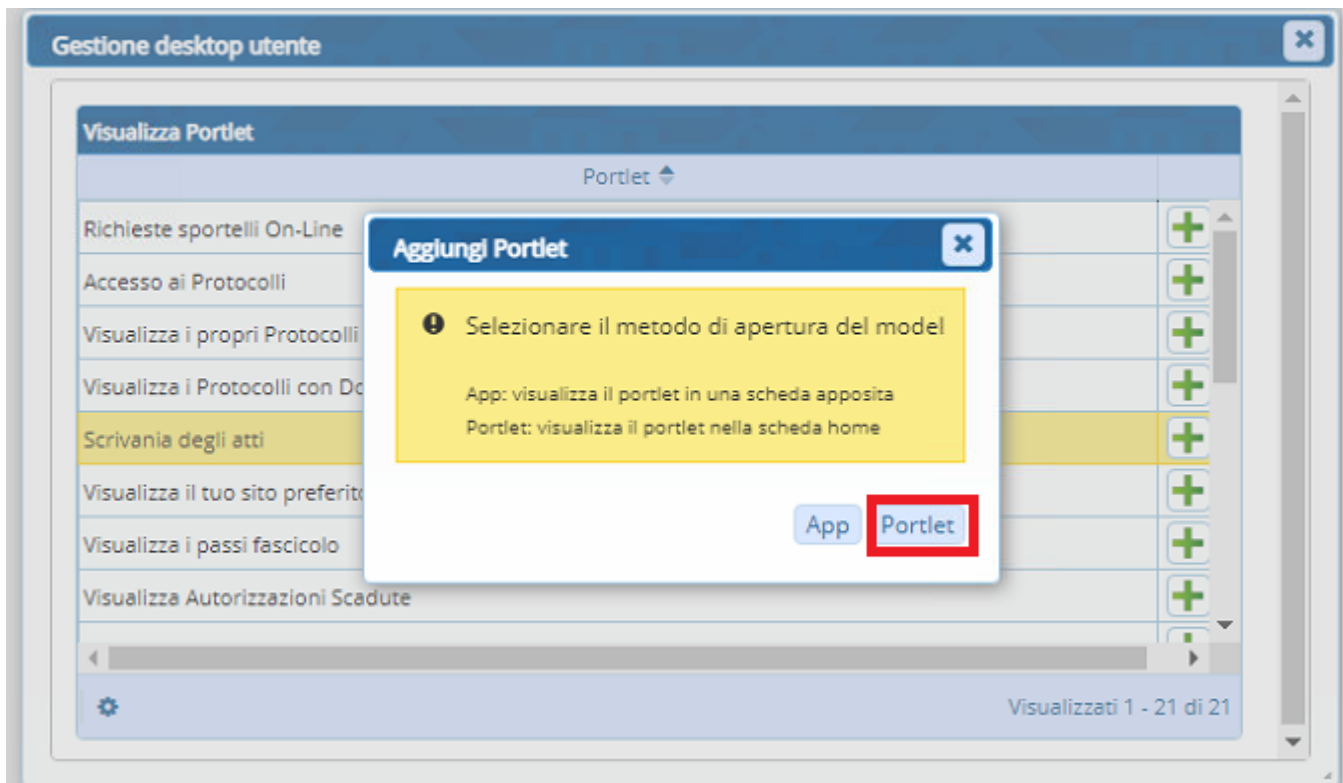 Gestione desktop utente
Visualizza Portlet
Portlet
Richieste sportelli On-Line
Accesso ai Protocolli
Visualizza i propri Protocolli
Visualizza i Protocolli con
Scrivania degli atti
Visualizza il tuo sito
Visualizza i passi fascicolo
Visualizza Autorizzazioni Scadute
Aggiungi Portlet
Selezionare il metodo di apertura del model
App: visualizza il portlet in una scheda apposita
Portlet: visualizza il portlet nella scheda home
App Portlet
Visualizzati 1 - 21 di 21